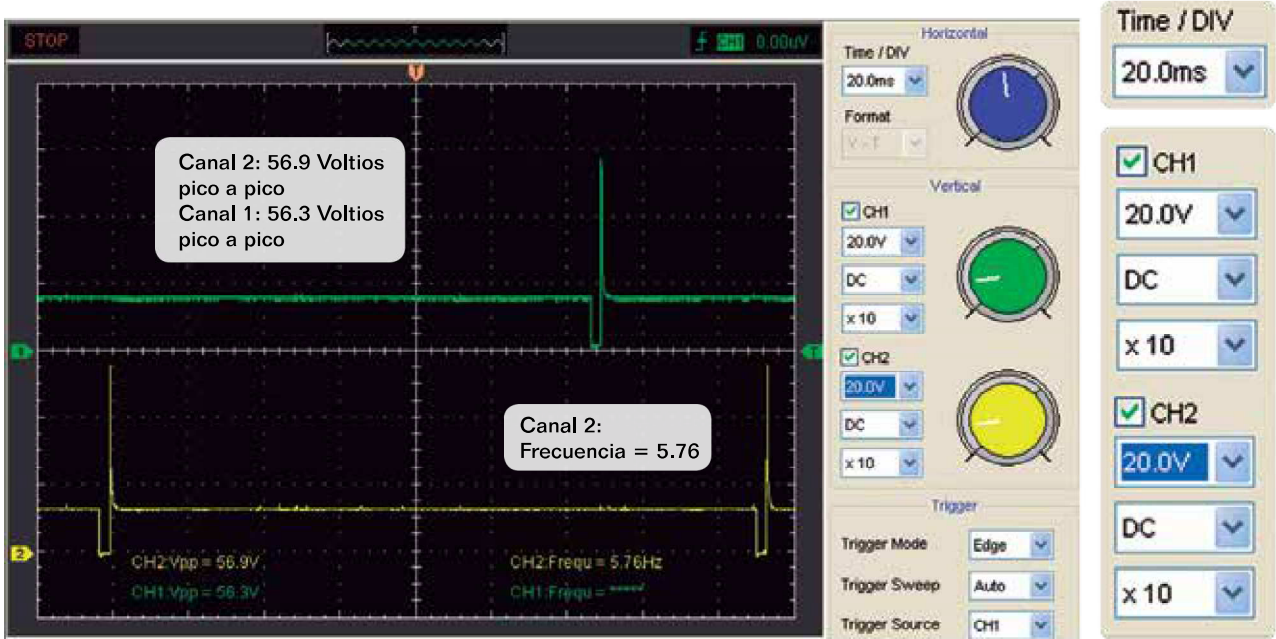 STOP
T
CH1 0.00uV
T
Canal 2: 56.9 Voltios
pico a pico
Canal 1: 56.3 Voltios
pico a pico
1
T
Canal 2:
Frecuencia = 5.76
2
CH2:Vpp = 56.9V
CH2:Frequ = 5.76Hz
CH1:Vpp = 56.3V
CH1:Frequ = *****
Horizontal
Time / DIV
20.0ms
Format
Y - T
Vertical
CH1
20.0V
DC
x 10
CH2
20.0V
DC
x 10
Trigger
Trigger Mode
Edge
Trigger Sweep
Auto
Trigger Source
CH1
Time / DIV
20.0ms
CH1
20.0V
DC
x 10
CH2
20.0V
DC
x 10